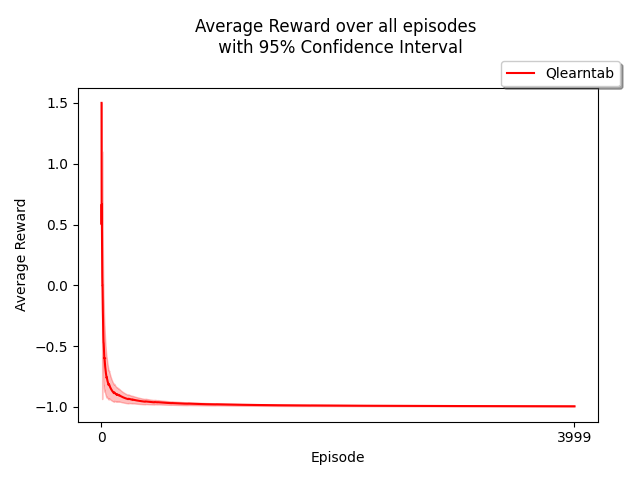 Average Reward over all episodes
with 95% Confidence Interval
Qlearntab
1.5
1.0
0.5
0.0
−0.5
−1.0
Average Reward
0
3999
Episode